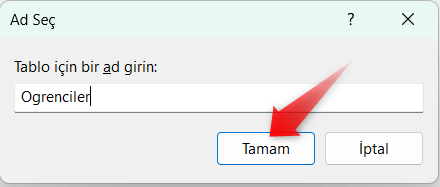 Ad Seç
Tablo için bir ad girin:
Ogrenciler
Tamam
İptal